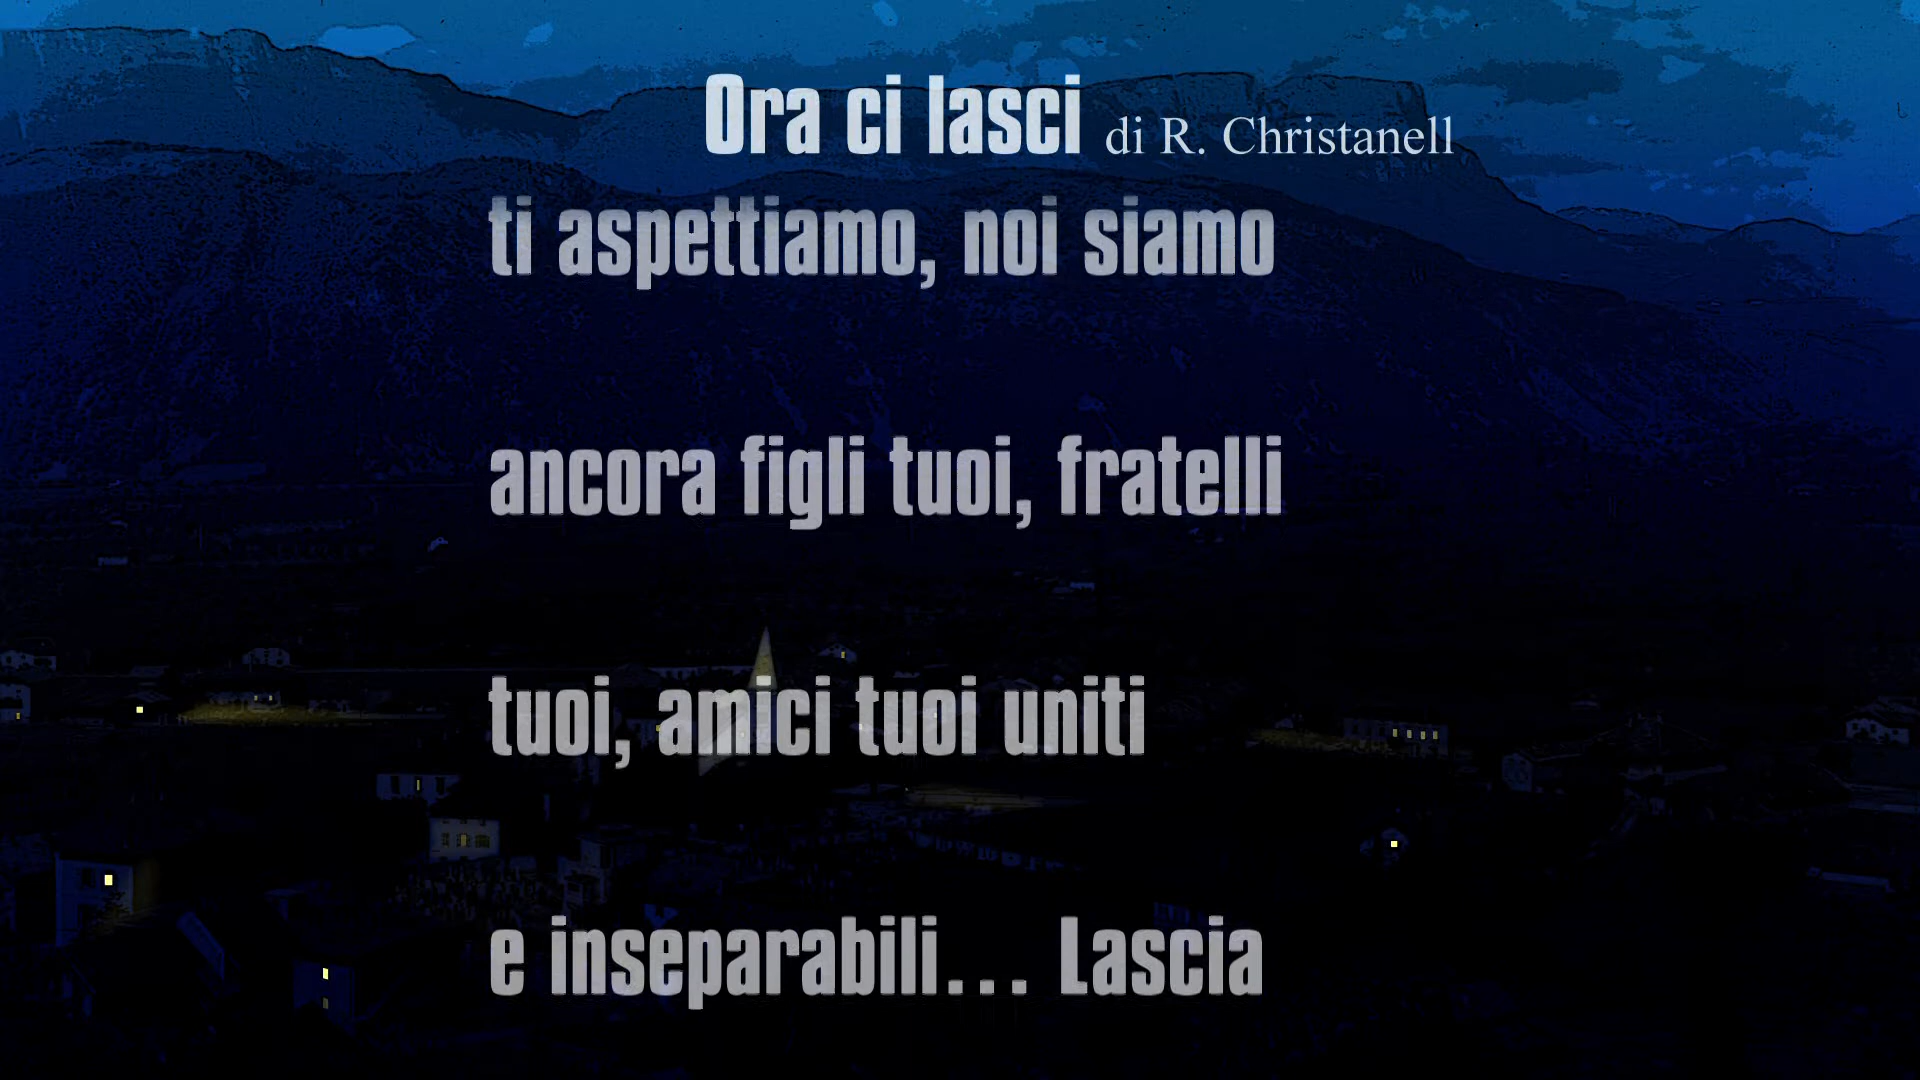 Ora ci lasci di R. Christanell
ti aspettiamo, noi siamo
ancora figli tuoi, fratelli
tuoi, amici tuoi uniti
e inseparabili... Lascia